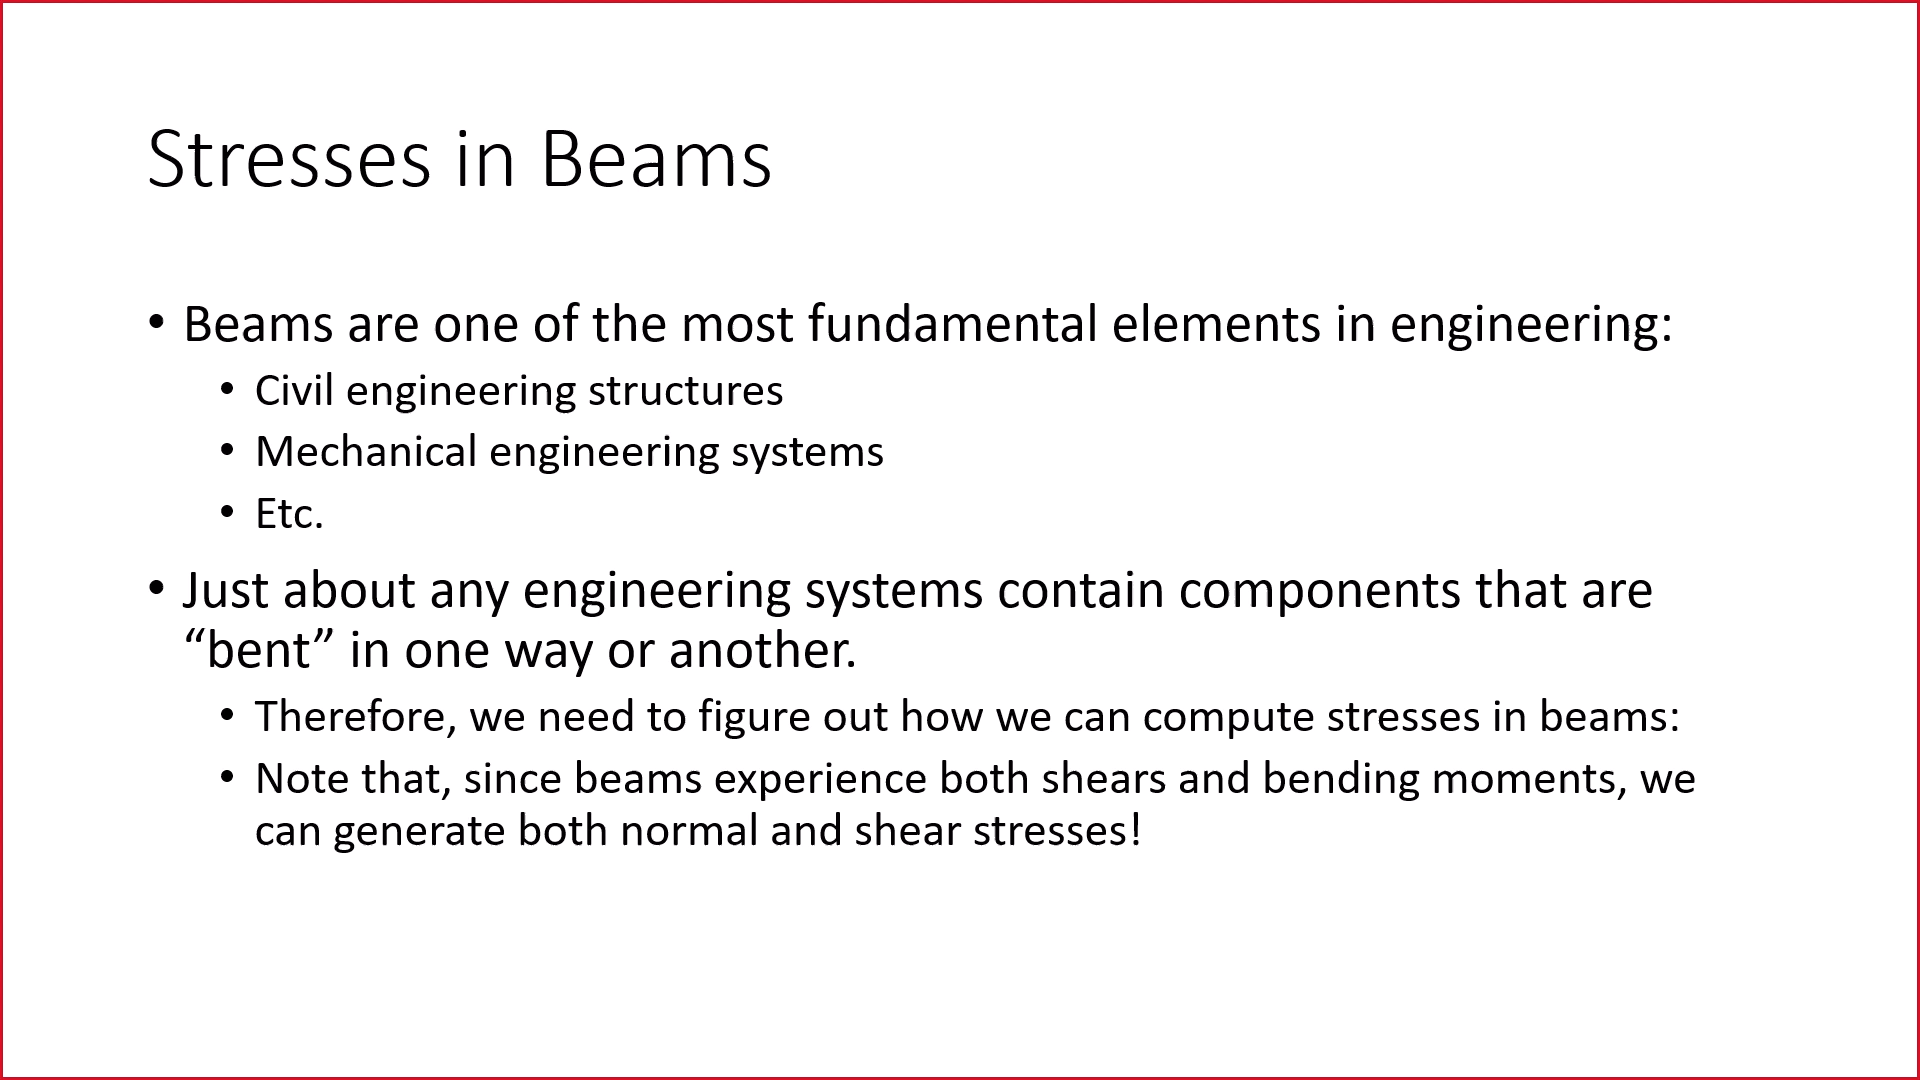 Stresses in Beams
• Beams are one of the most fundamental elements in engineering:
• Civil engineering structures
• Mechanical engineering systems
• Etc.
• Just about any engineering systems contain components that are
“bent” in one way or another.
• Therefore, we need to figure out how we can compute stresses in beams:
• Note that, since beams experience both shears and bending moments, we
can generate both normal and shear stresses!